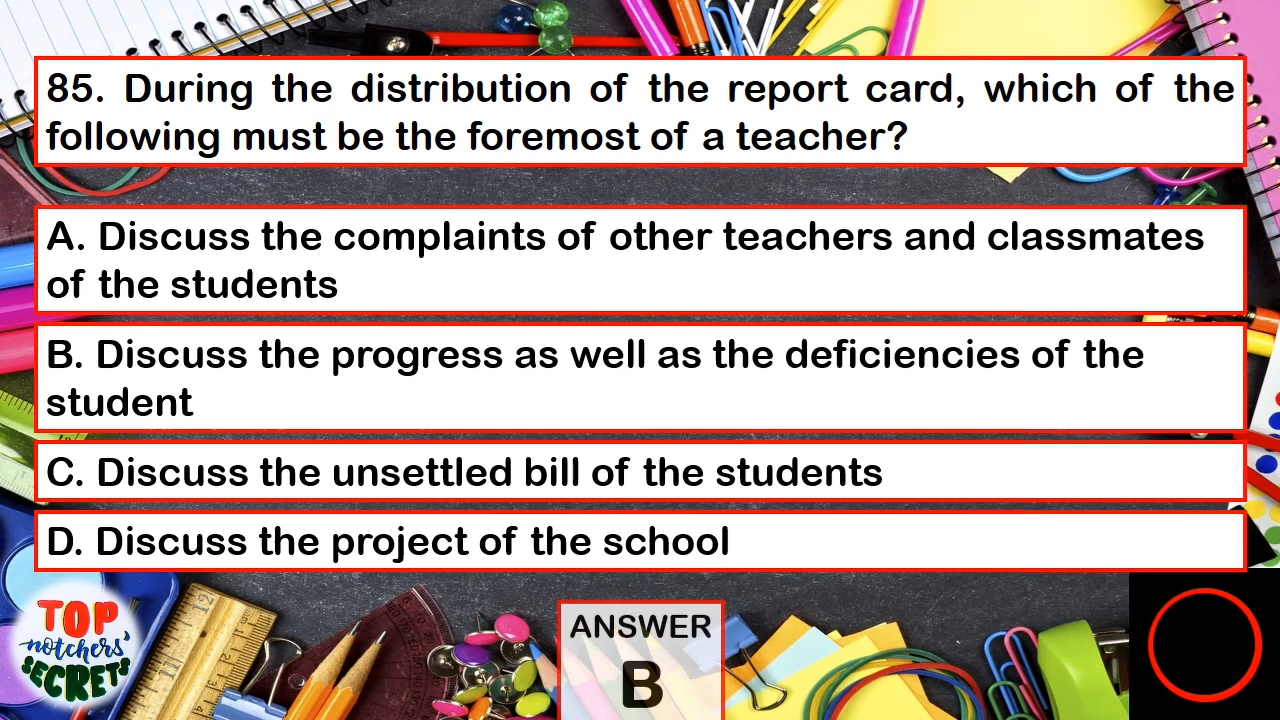 85. During the distribution of the report card, which of the
following must be the foremost of a teacher?
A. Discuss the complaints of other teachers and classmates
of the students
B. Discuss the progress as well as the deficiencies of the
student
C. Discuss the unsettled bill of the students
D. Discuss the project of the school
TOP
notchers'
SECRETS
ANSWER
B
12